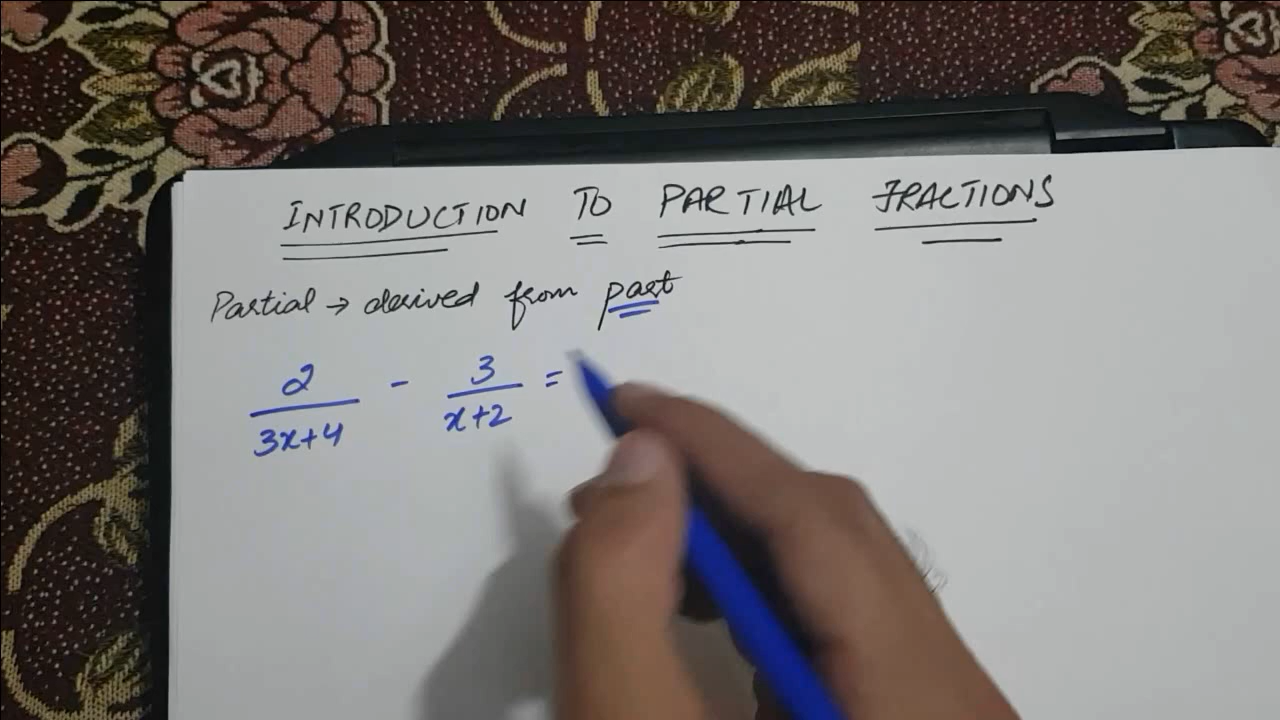 INTRODUCTION TO PARTIAL FRACTIONS
Partial → derived from part
2/(3x+4) - 3/(x+2) =